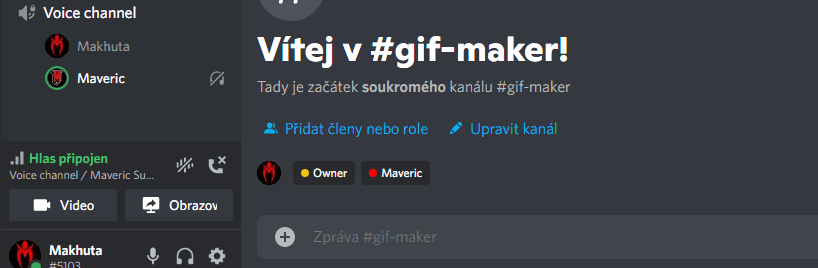 Voice channel
Makhuta
Maveric
Hlas připojen
Voice channel / Maveric Su...
Video
Obrazov
Makhuta
#5103
Vítej v #gif-maker!
Tady je začátek soukromého kanálu #gif-maker
Přidat členy nebo role
Upravit kanál
Owner
Maveric
Zpráva #gif-maker